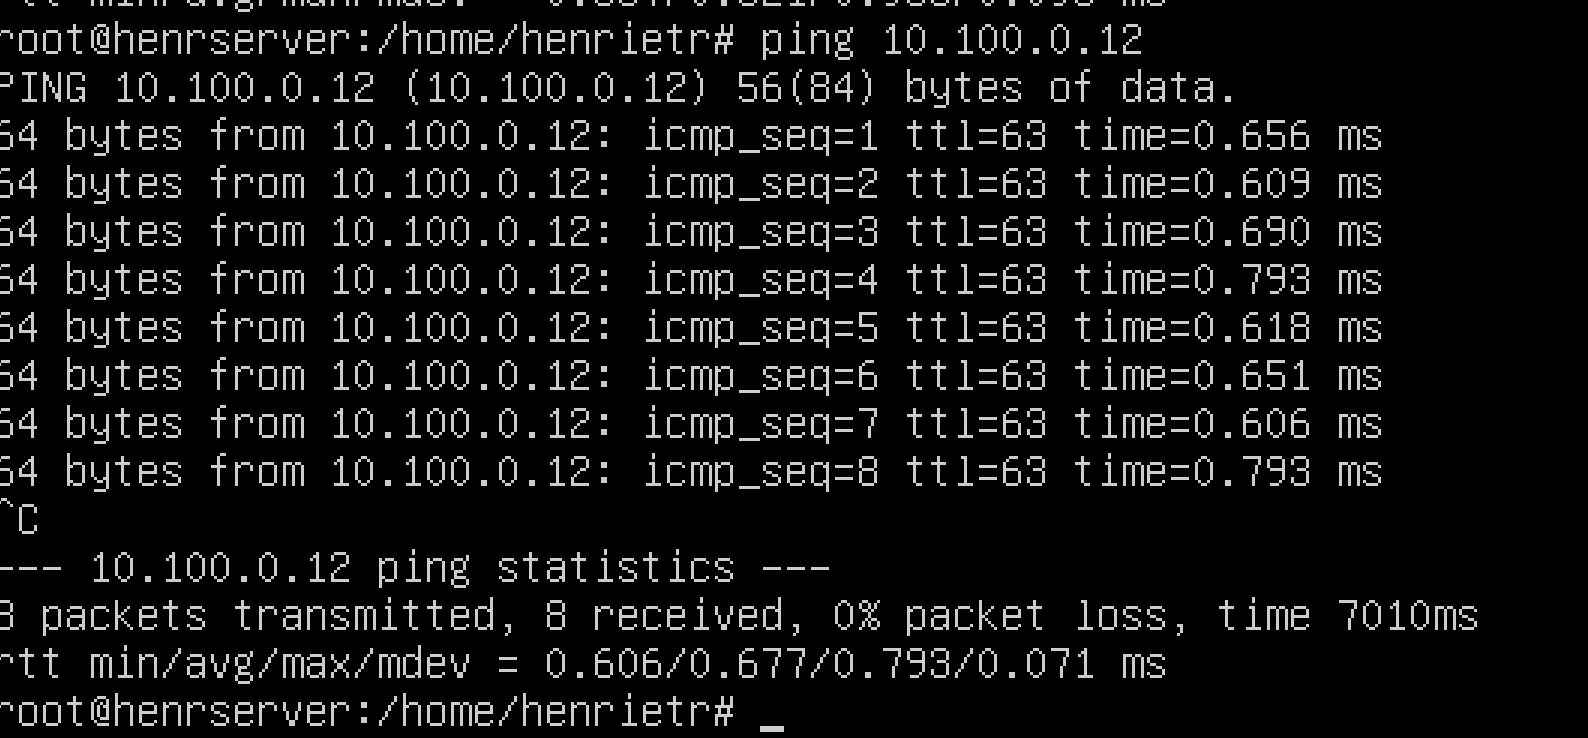 root@henrserver:/home/henrietr# ping 10.100.0.12
PING 10.100.0.12 (10.100.0.12) 56(84) bytes of data.
64 bytes from 10.100.0.12: icmp_seq=1 ttl=63 time=0.656 ms
64 bytes from 10.100.0.12: icmp_seq=2 ttl=63 time=0.609 ms
64 bytes from 10.100.0.12: icmp_seq=3 ttl=63 time=0.690 ms
64 bytes from 10.100.0.12: icmp_seq=4 ttl=63 time=0.793 ms
64 bytes from 10.100.0.12: icmp_seq=5 ttl=63 time=0.618 ms
64 bytes from 10.100.0.12: icmp_seq=6 ttl=63 time=0.651 ms
64 bytes from 10.100.0.12: icmp_seq=7 ttl=63 time=0.606 ms
64 bytes from 10.100.0.12: icmp_seq=8 ttl=63 time=0.793 ms
^C
--- 10.100.0.12 ping statistics ---
8 packets transmitted, 8 received, 0% packet loss, time 7010ms
rtt min/avg/max/mdev = 0.606/0.677/0.793/0.071 ms
root@henrserver:/home/henrietr# _